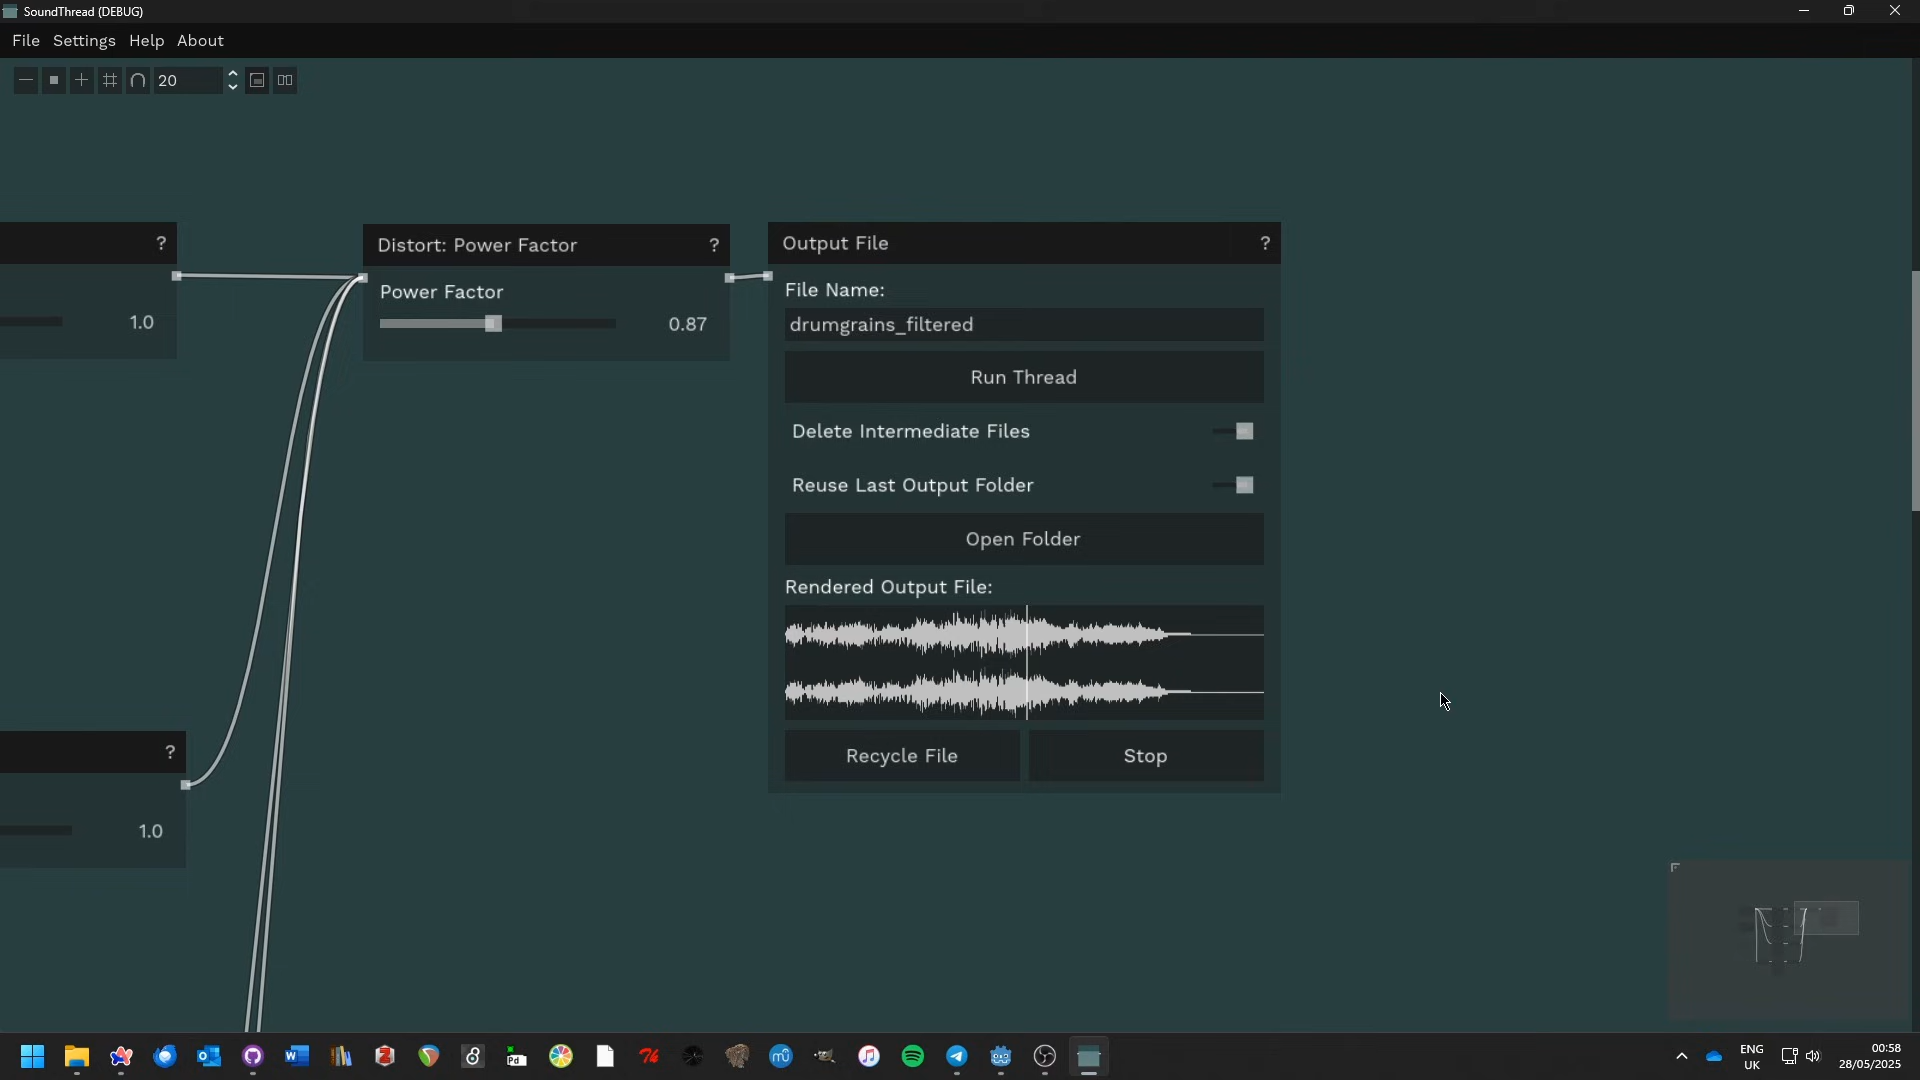 SoundThread (DEBUG)
File Settings Help About
20
?
1.0
Distort: Power Factor ?
Power Factor
0.87
Output File ?
File Name:
drumgrains_filtered
Run Thread
Delete Intermediate Files
Reuse Last Output Folder
Open Folder
Rendered Output File:
Recycle File Stop
?
1.0
Pd
ENG
UK
00:58
28/05/2025